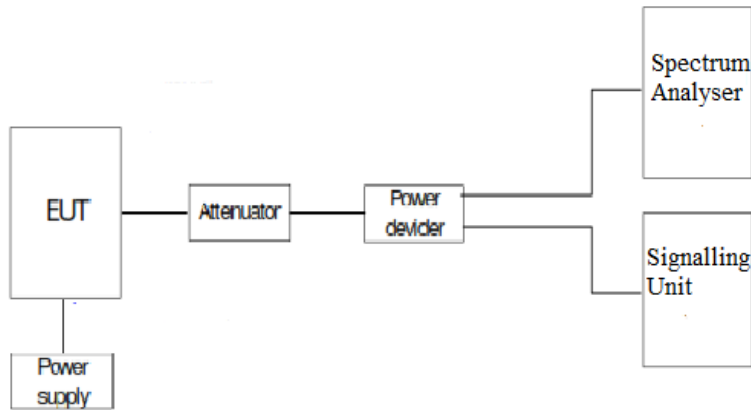 Spectrum
Analyser
EUT
Attenuator
Power
devider
Signalling
Unit
Power
supply